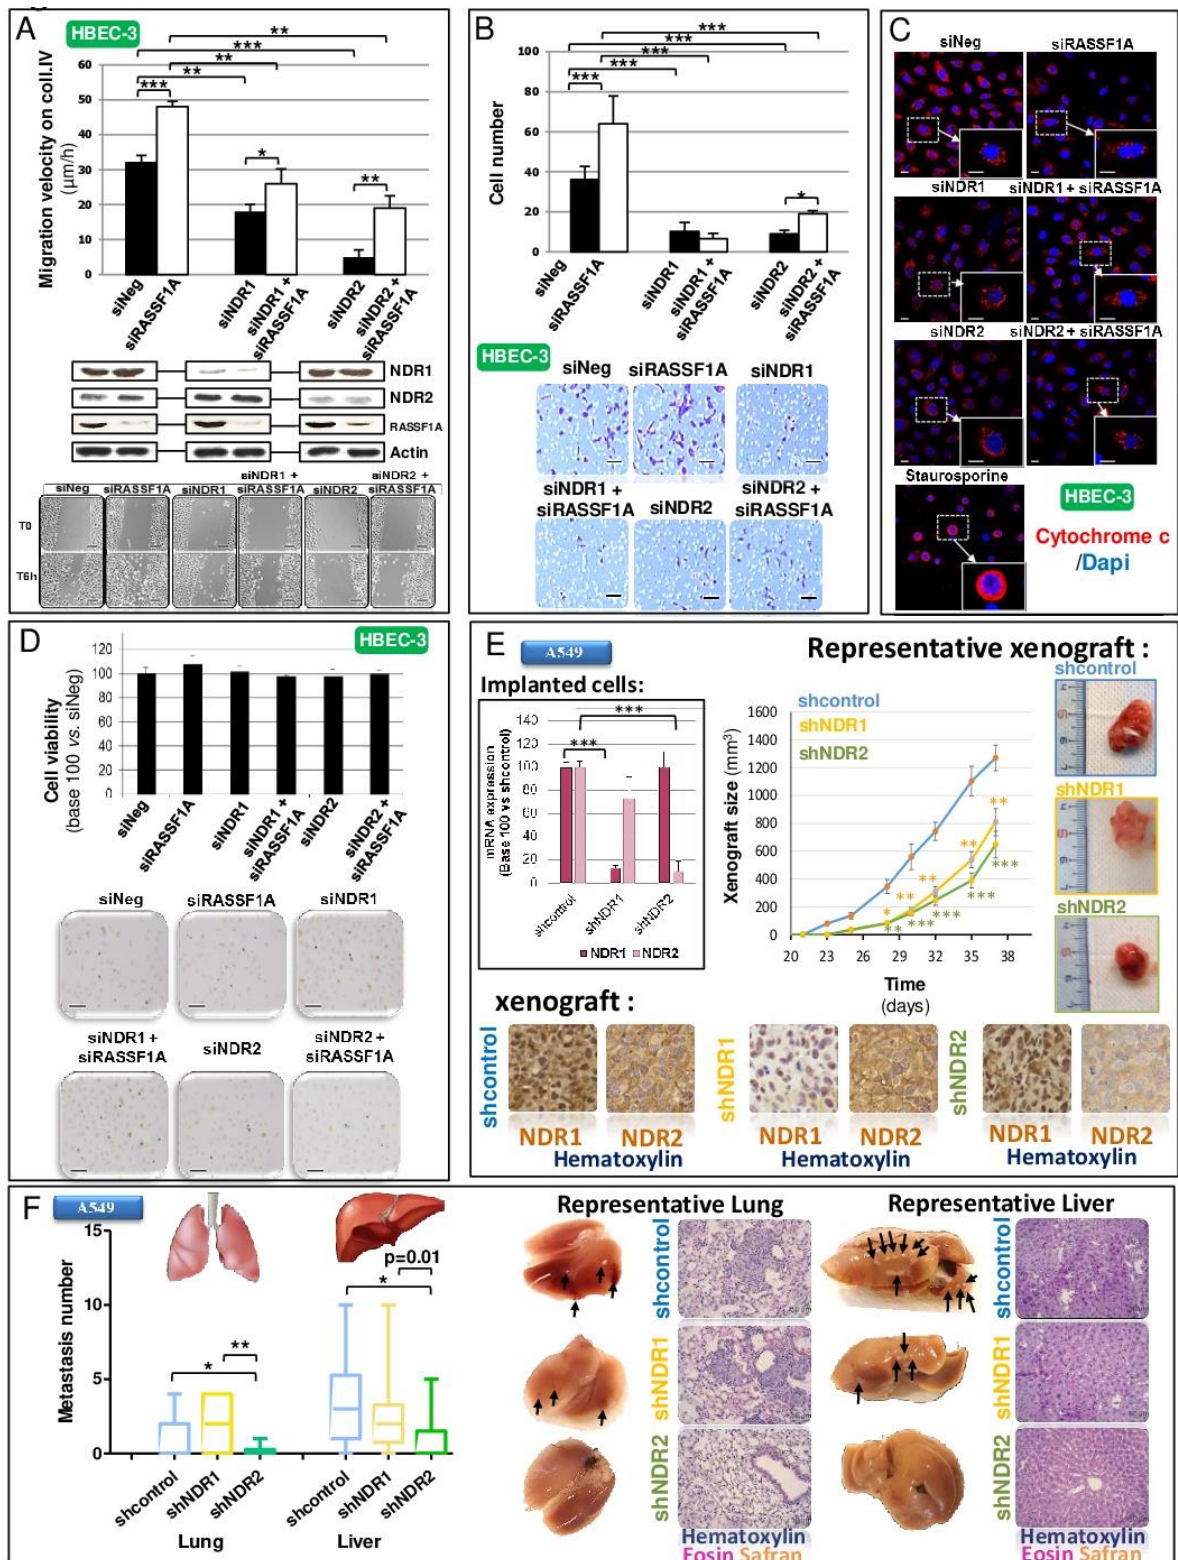 A
HBEC-3
Migration velocity on coll.IV
(µm/h)
60
50
40
30
20
10
0
**
***
**
**
***
*
**
siNeg
siRASSF1A
siNDR1
siNDR1 +
siRASSF1A
siNDR2
siNDR2 +
siRASSF1A
NDR1
NDR2
RASSF1A
Actin
siNeg
siRASSF1A
siNDR1
siNDR1 +
siRASSF1A
siNDR2
siNDR2 +
siRASSF1A
T0
T6h
B
HBEC-3
Cell number
100
80
60
40
20
0
***
***
***
***
***
*
siNeg
siRASSF1A
siNDR1
siNDR1 +
siRASSF1A
siNDR2
siNDR2 +
siRASSF1A
siNeg
siRASSF1A
siNDR1
siNDR1 +
siRASSF1A
siNDR2
siNDR2 +
siRASSF1A
C
siNeg
siRASSF1A
siNDR1
siNDR1 + siRASSF1A
siNDR2
siNDR2 + siRASSF1A
Staurosporine
HBEC-3
Cytochrome c
/Dapi
D
HBEC-3
Cell viability
(base 100 vs. siNeg)
120
100
80
60
40
20
0
siNeg
siRASSF1A
siNDR1
siNDR1 +
siRASSF1A
siNDR2
siNDR2 +
siRASSF1A
siNeg
siRASSF1A
siNDR1
siNDR1 +
siRASSF1A
siNDR2
siNDR2 +
siRASSF1A
E
A549
Implanted cells:
mRNA expression
(Base 100 vs shcontrol)
140
120
100
80
60
40
20
0
***
***
shcontrol
shNDR1
shNDR2
NDR1
NDR2
Representative xenograft :
shcontrol
shNDR1
shNDR2
Xenograft size (mm³)
1600
1400
1200
1000
800
600
400
200
0
*
**
**
**
**
**
***
***
***
***
20
23
26
29
32
35
38
Time
(days)
shcontrol
shNDR1
shNDR2
xenograft :
shcontrol
NDR1
NDR2
Hematoxylin
shNDR1
NDR1
NDR2
Hematoxylin
shNDR2
NDR1
NDR2
Hematoxylin
F
A549
Metastasis number
15
10
5
0
*
**
*
p=0.01
shcontrol
shNDR1
shNDR2
Lung
shcontrol
shNDR1
shNDR2
Liver
Representative Lung
shcontrol
shNDR1
shNDR2
Hematoxylin
Eosin Safran
Representative Liver
shcontrol
shNDR1
shNDR2
Hematoxylin
Eosin Safran